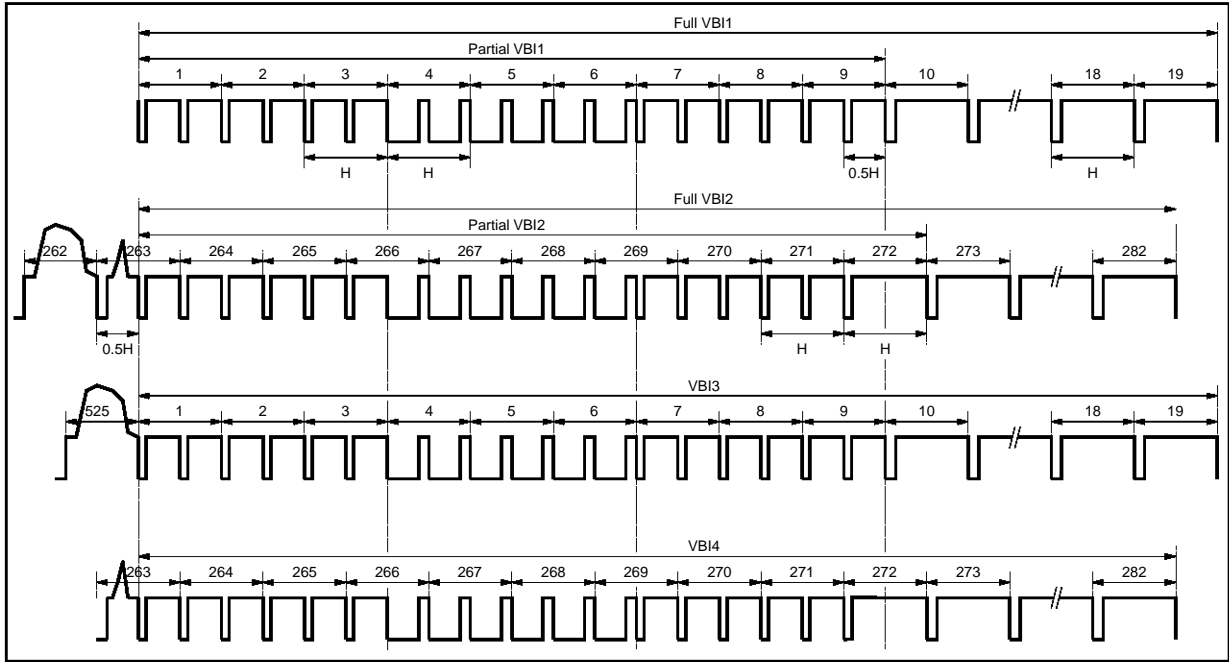 Full VBI1
Partial VBI1
1 2 3 4 5 6 7 8 9 10 18 19
H H 0.5H H
Full VBI2
Partial VBI2
262 263 264 265 266 267 268 269 270 271 272 273 282
0.5H H H
VBI3
525 1 2 3 4 5 6 7 8 9 10 18 19
VBI4
263 264 265 266 267 268 269 270 271 272 273 282